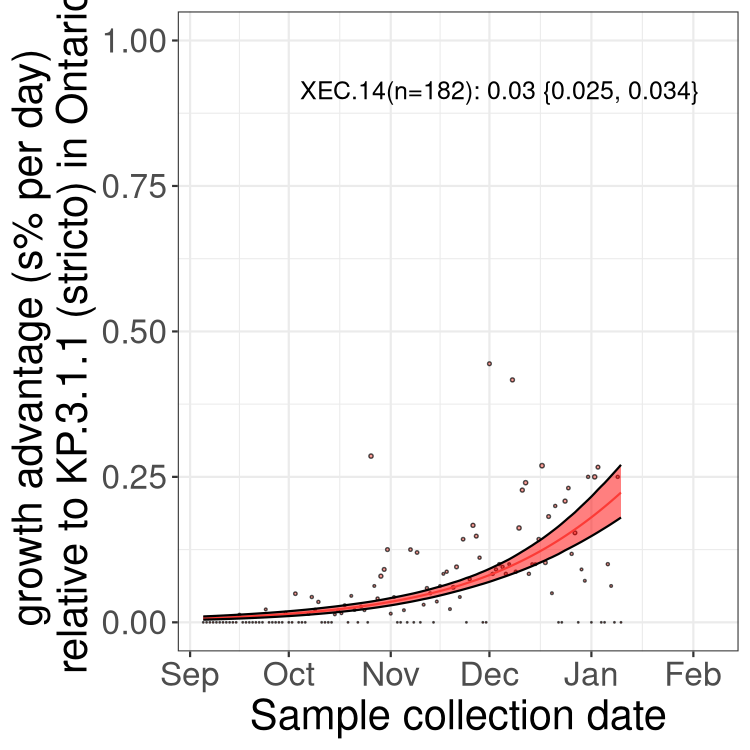 growth advantage (s% per day)
relative to KP.3.1.1 (stricto) in Ontario
1.00
XEC.14(n=182): 0.03 {0.025, 0.034}
0.75
0.50
0.25
0.00
Sep Oct Nov Dec Jan Feb
Sample collection date